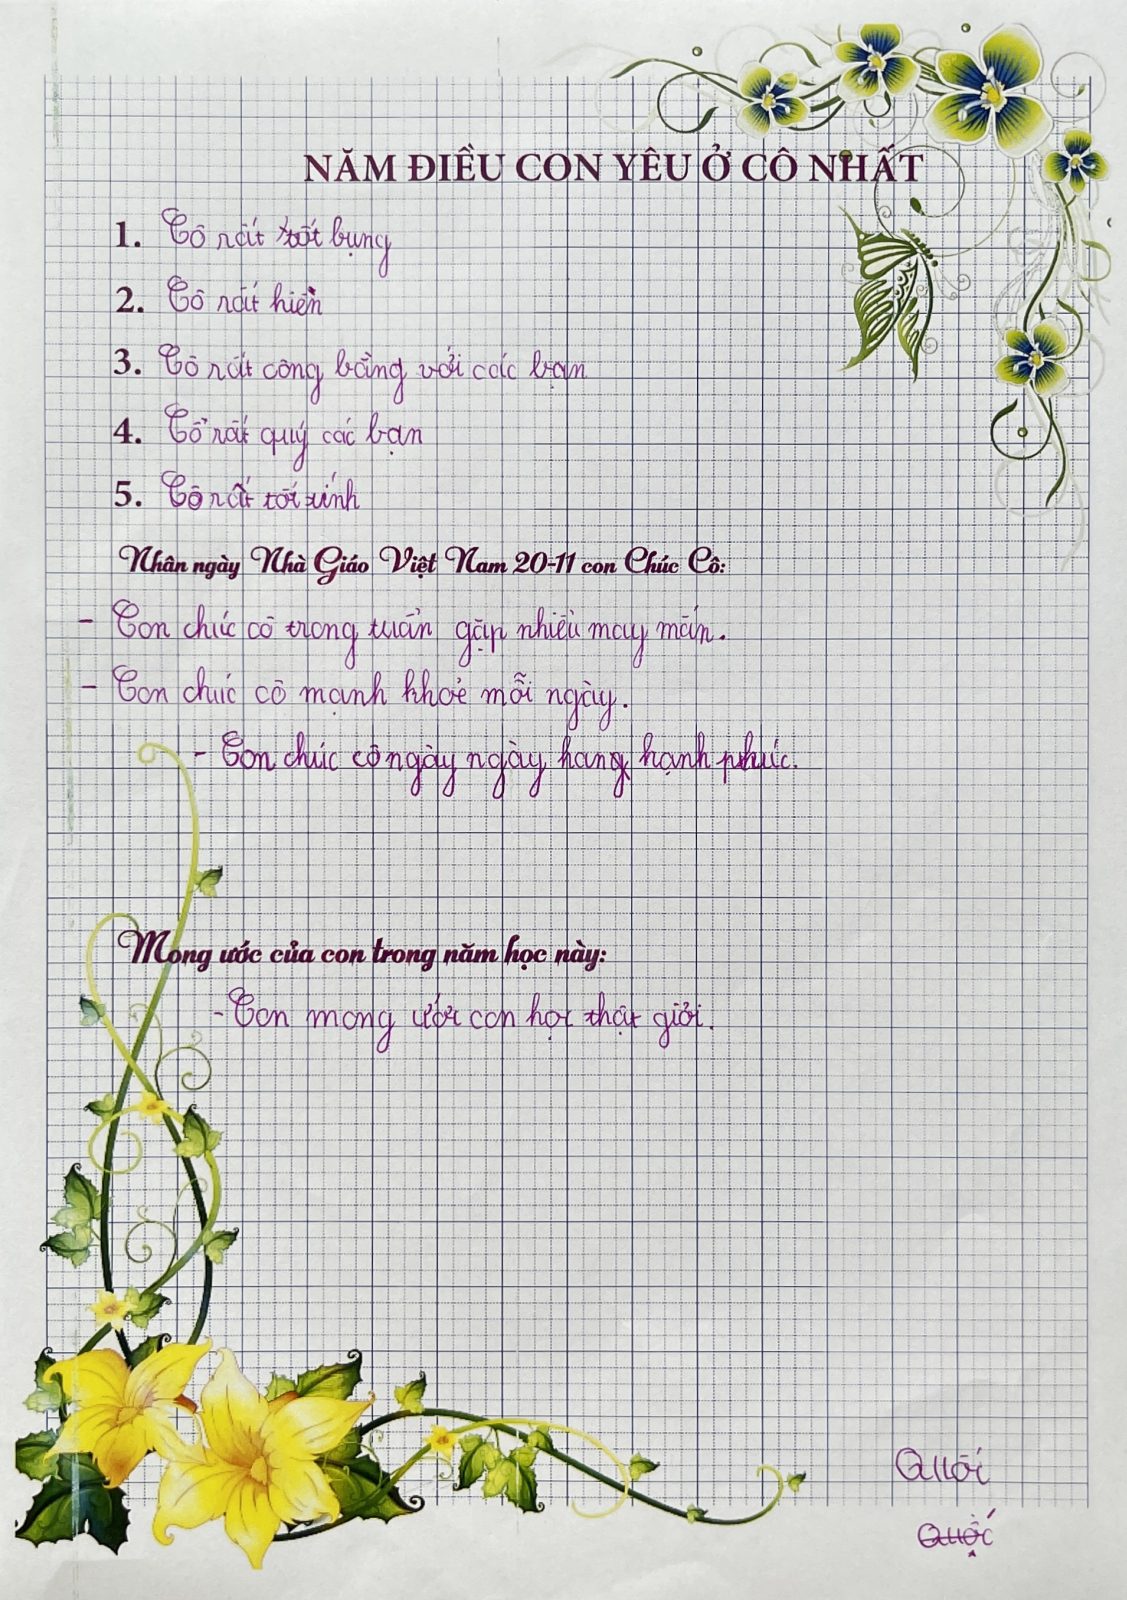 NĂM ĐIỀU CON YÊU Ở CÔ NHẤT
1. Cô rất tốt bụng
2. Cô rất hiền
3. Cô rất công bằng với các bạn
4. Cô rất quý các bạn
5. Cô rất tối tính
Nhân ngày Nhà Giáo Việt Nam 20-11 con Chúc Cô:
- Con chúc cô trong tuần gặp nhiều may mắn.
- Con chúc cô mạnh khoẻ mỗi ngày.
- Con chúc cô ngày ngày hang hạnh phúc.
Mong ước của con trong năm học này:
- Con mong ước con học thật giỏi.